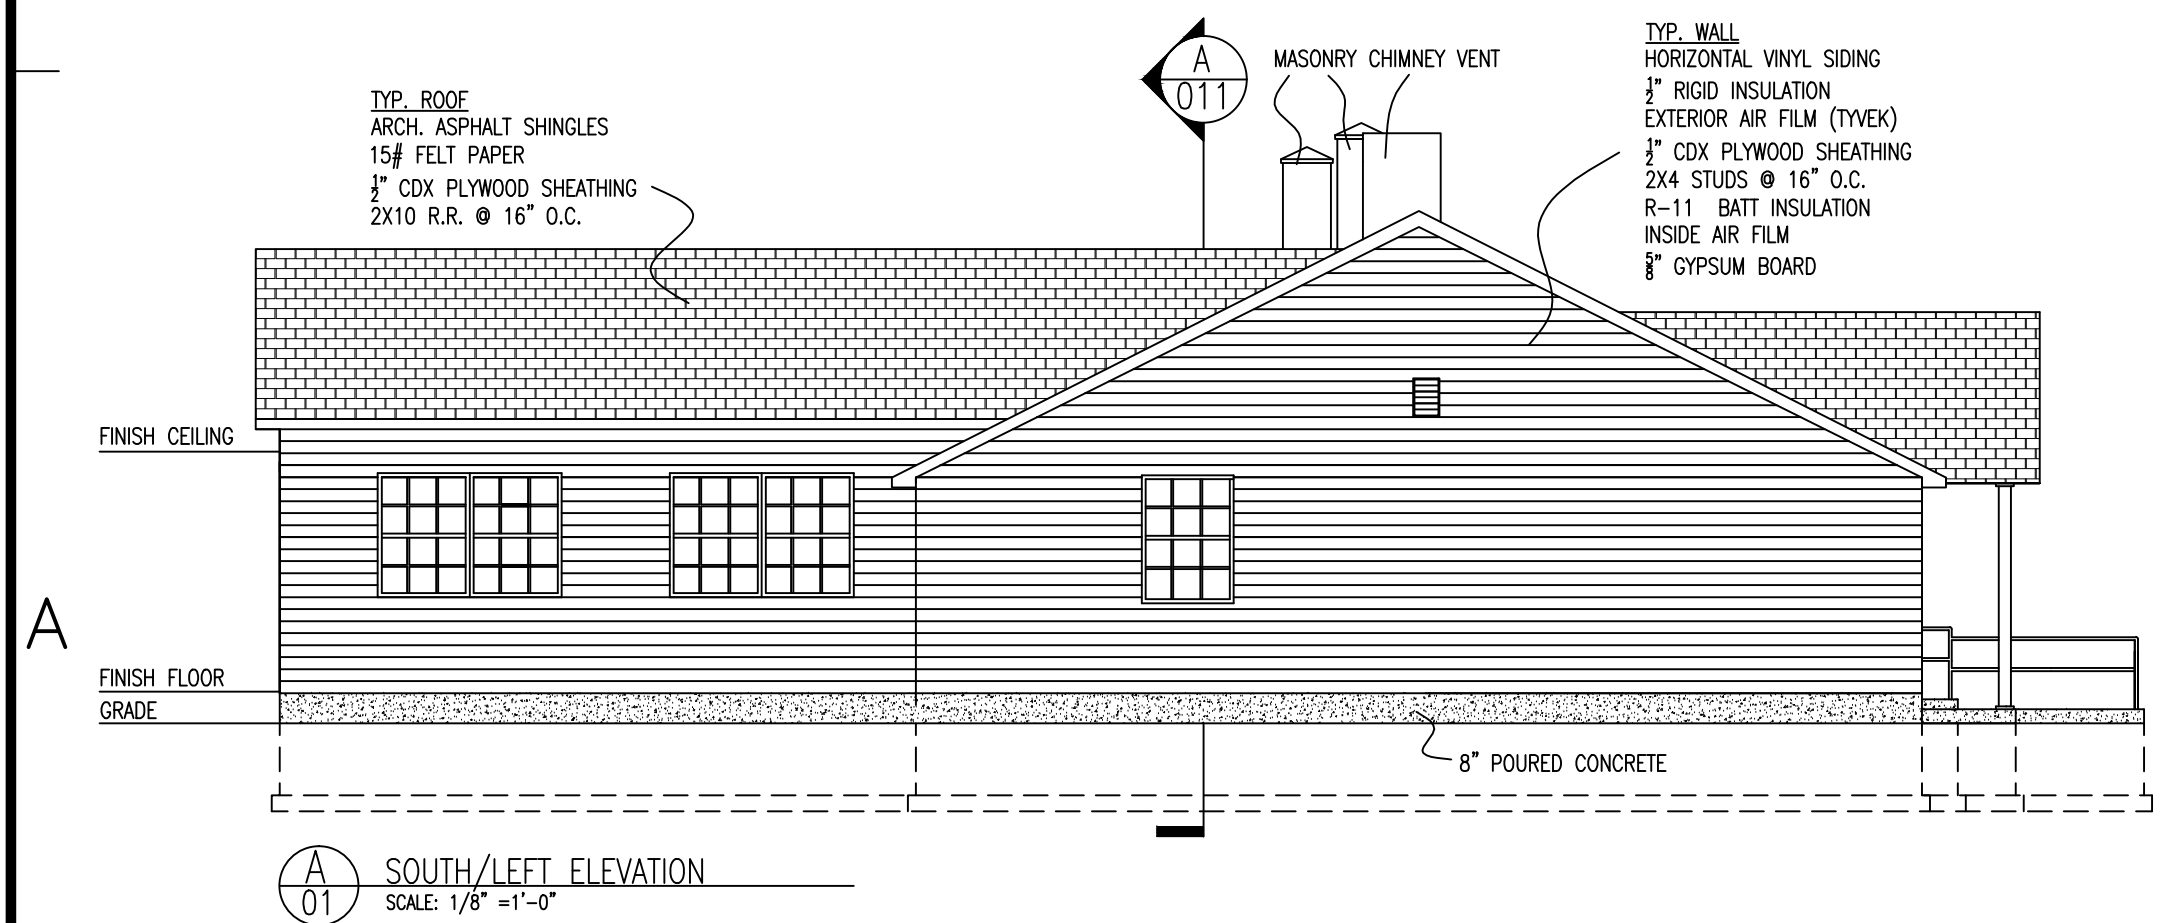 TYP. ROOF
ARCH. ASPHALT SHINGLES
15# FELT PAPER
½" CDX PLYWOOD SHEATHING
2X10 R.R. @ 16" O.C.
A
011
MASONRY CHIMNEY VENT
TYP. WALL
HORIZONTAL VINYL SIDING
½" RIGID INSULATION
EXTERIOR AIR FILM (TYVEK)
½" CDX PLYWOOD SHEATHING
2X4 STUDS @ 16" O.C.
R-11 BATT INSULATION
INSIDE AIR FILM
⅝" GYPSUM BOARD
FINISH CEILING
A
FINISH FLOOR
GRADE
8" POURED CONCRETE
A
01
SOUTH/LEFT ELEVATION
SCALE: 1/8" =1'-0"